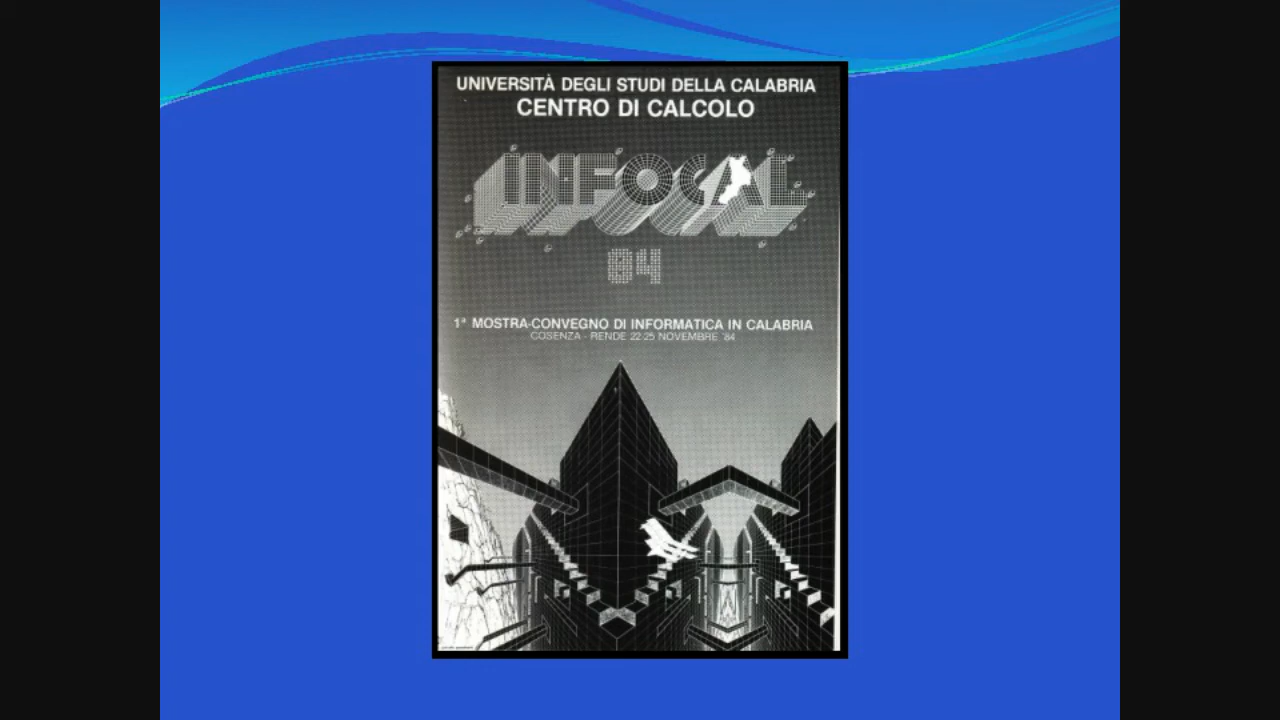 UNIVERSITÀ DEGLI STUDI DELLA CALABRIA
CENTRO DI CALCOLO
INFOCAL
84
1ª MOSTRA-CONVEGNO DI INFORMATICA IN CALABRIA
COSENZA - RENDE 22-25 NOVEMBRE '84